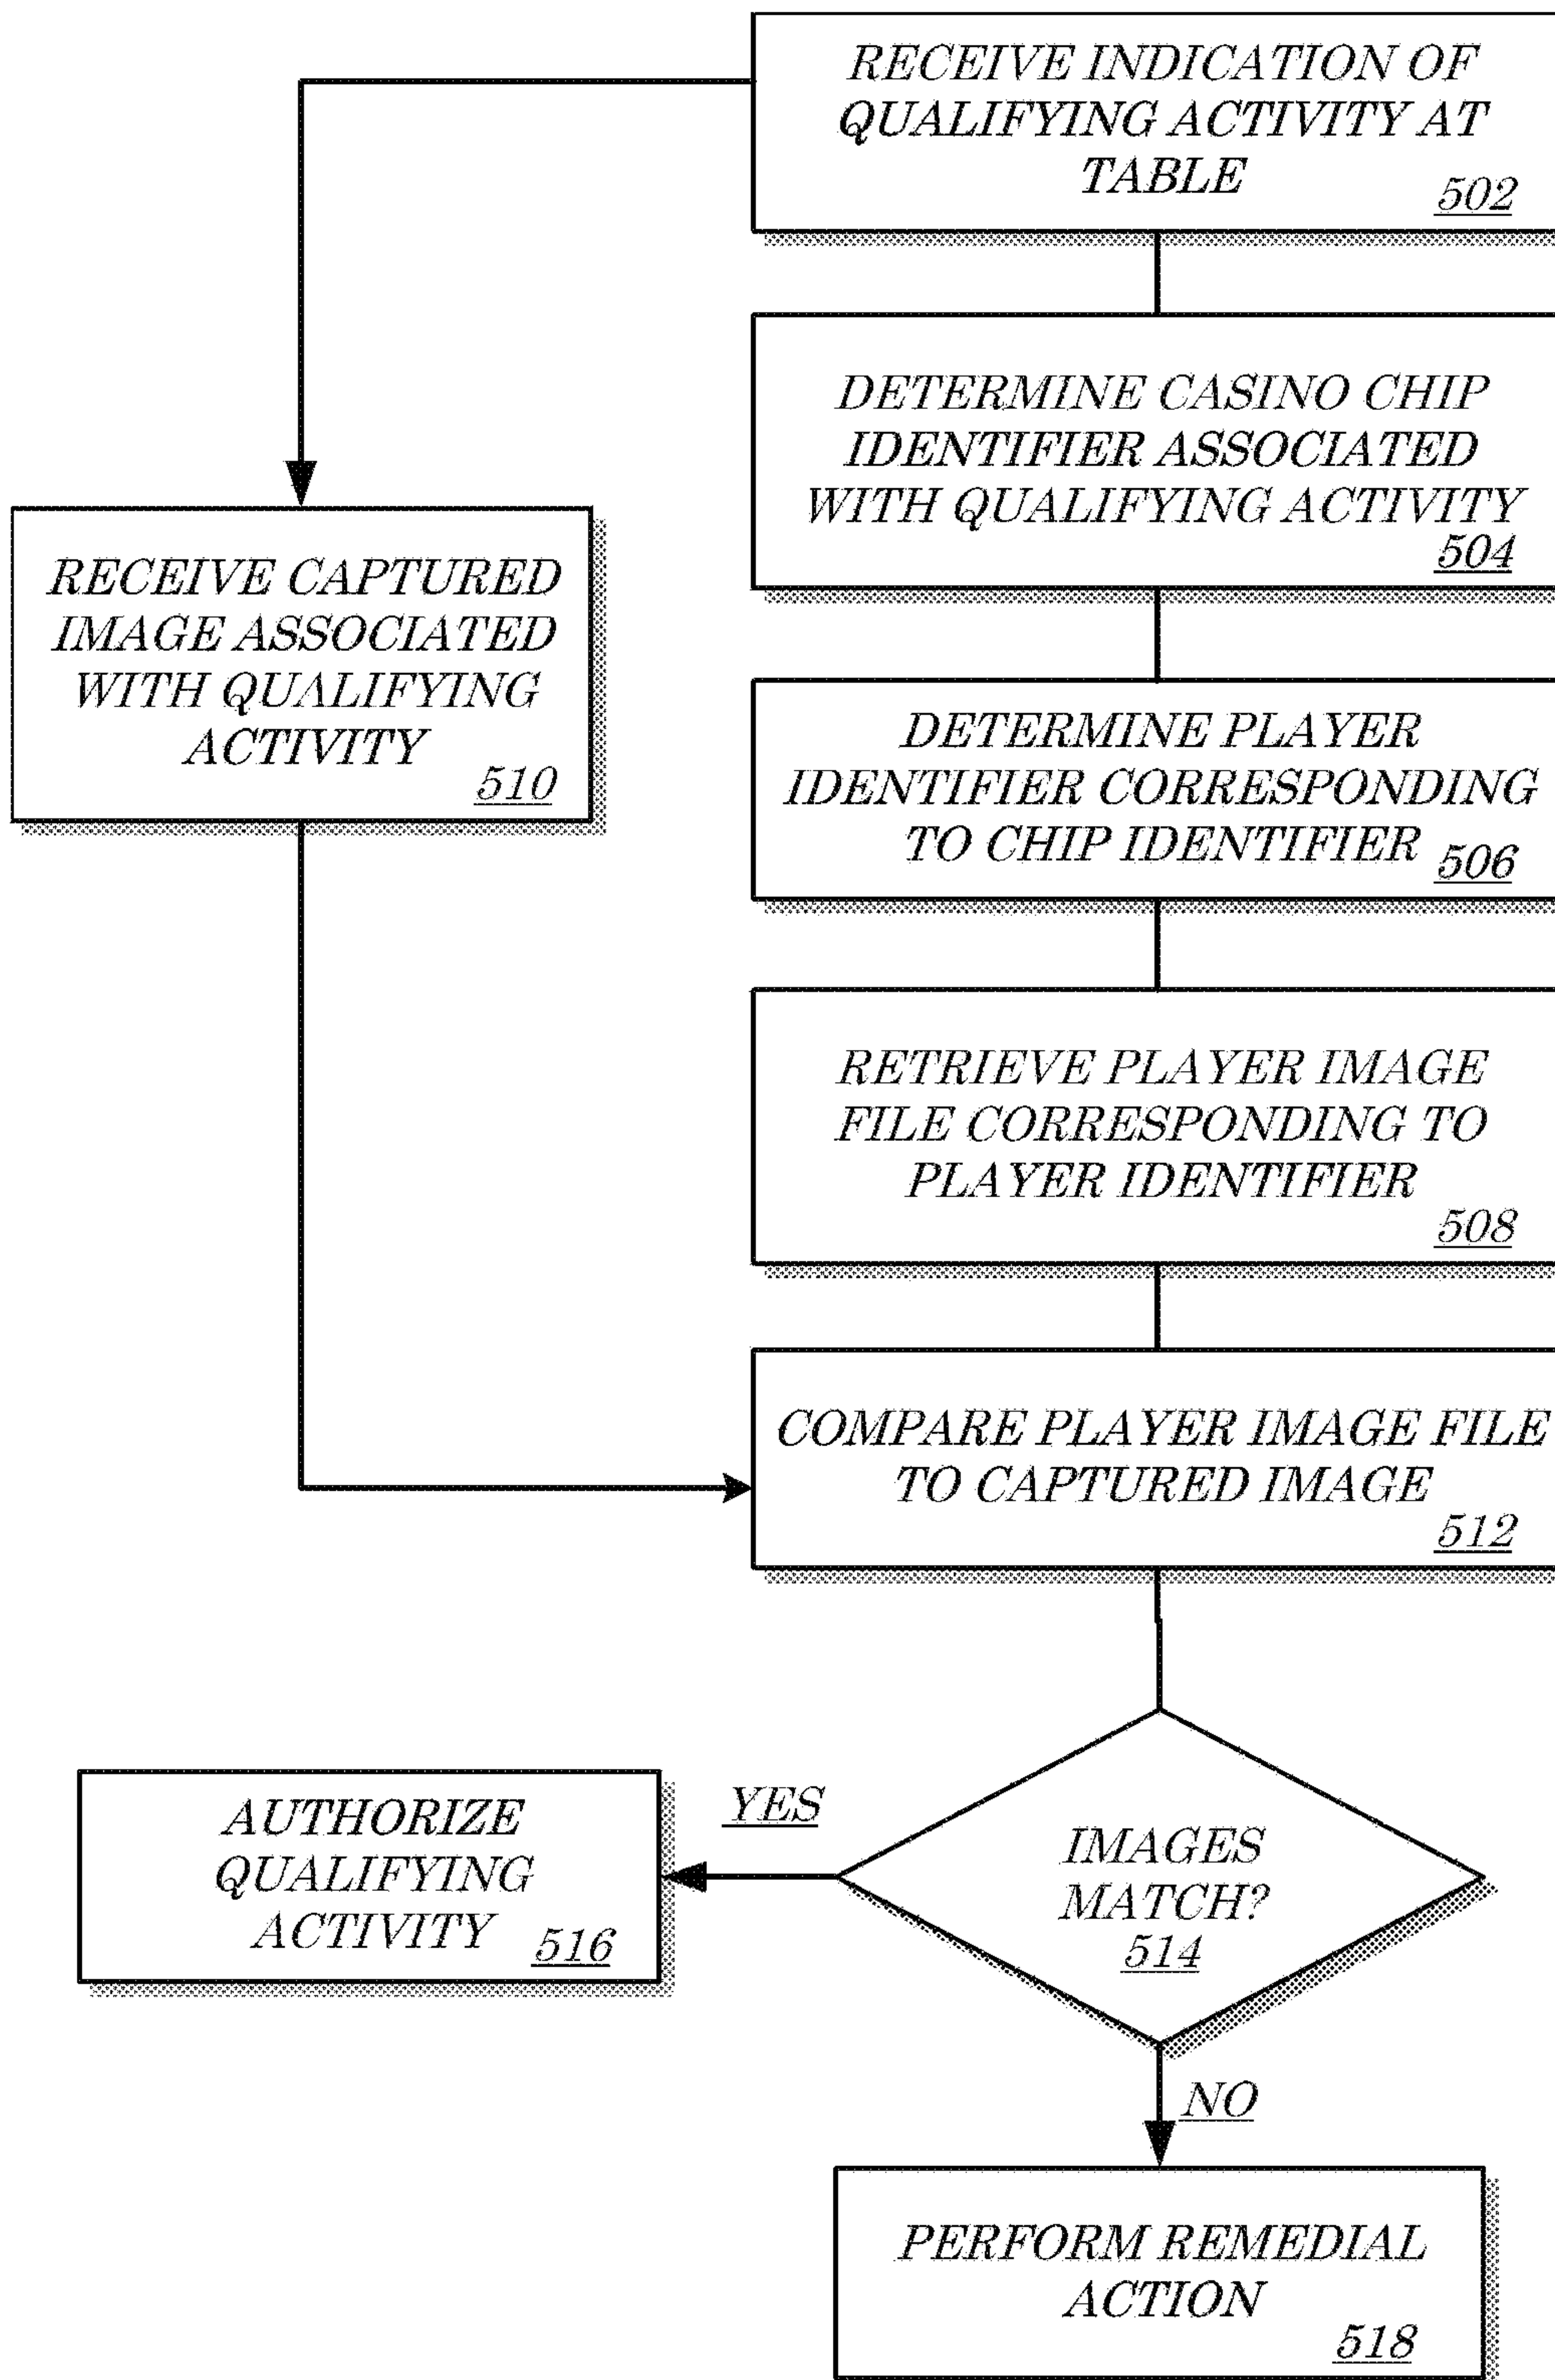 RECEIVE INDICATION OF
QUALIFYING ACTIVITY AT
TABLE
502
DETERMINE CASINO CHIP
IDENTIFIER ASSOCIATED
WITH QUALIFYING ACTIVITY
504
RECEIVE CAPTURED
IMAGE ASSOCIATED
WITH QUALIFYING
ACTIVITY
510
DETERMINE PLAYER
IDENTIFIER CORRESPONDING
TO CHIP IDENTIFIER
506
RETRIEVE PLAYER IMAGE
FILE CORRESPONDING TO
PLAYER IDENTIFIER
508
COMPARE PLAYER IMAGE FILE
TO CAPTURED IMAGE
512
IMAGES
MATCH?
514
YES
AUTHORIZE
QUALIFYING
ACTIVITY
516
NO
PERFORM REMEDIAL
ACTION
518